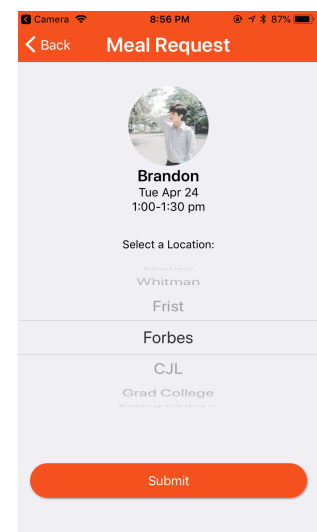 Camera 8:56 PM 87%
Back Meal Request
Brandon
Tue Apr 24
1:00-1:30 pm
Select a Location:
Whitman
Frist
Forbes
CJL
Grad College
Submit